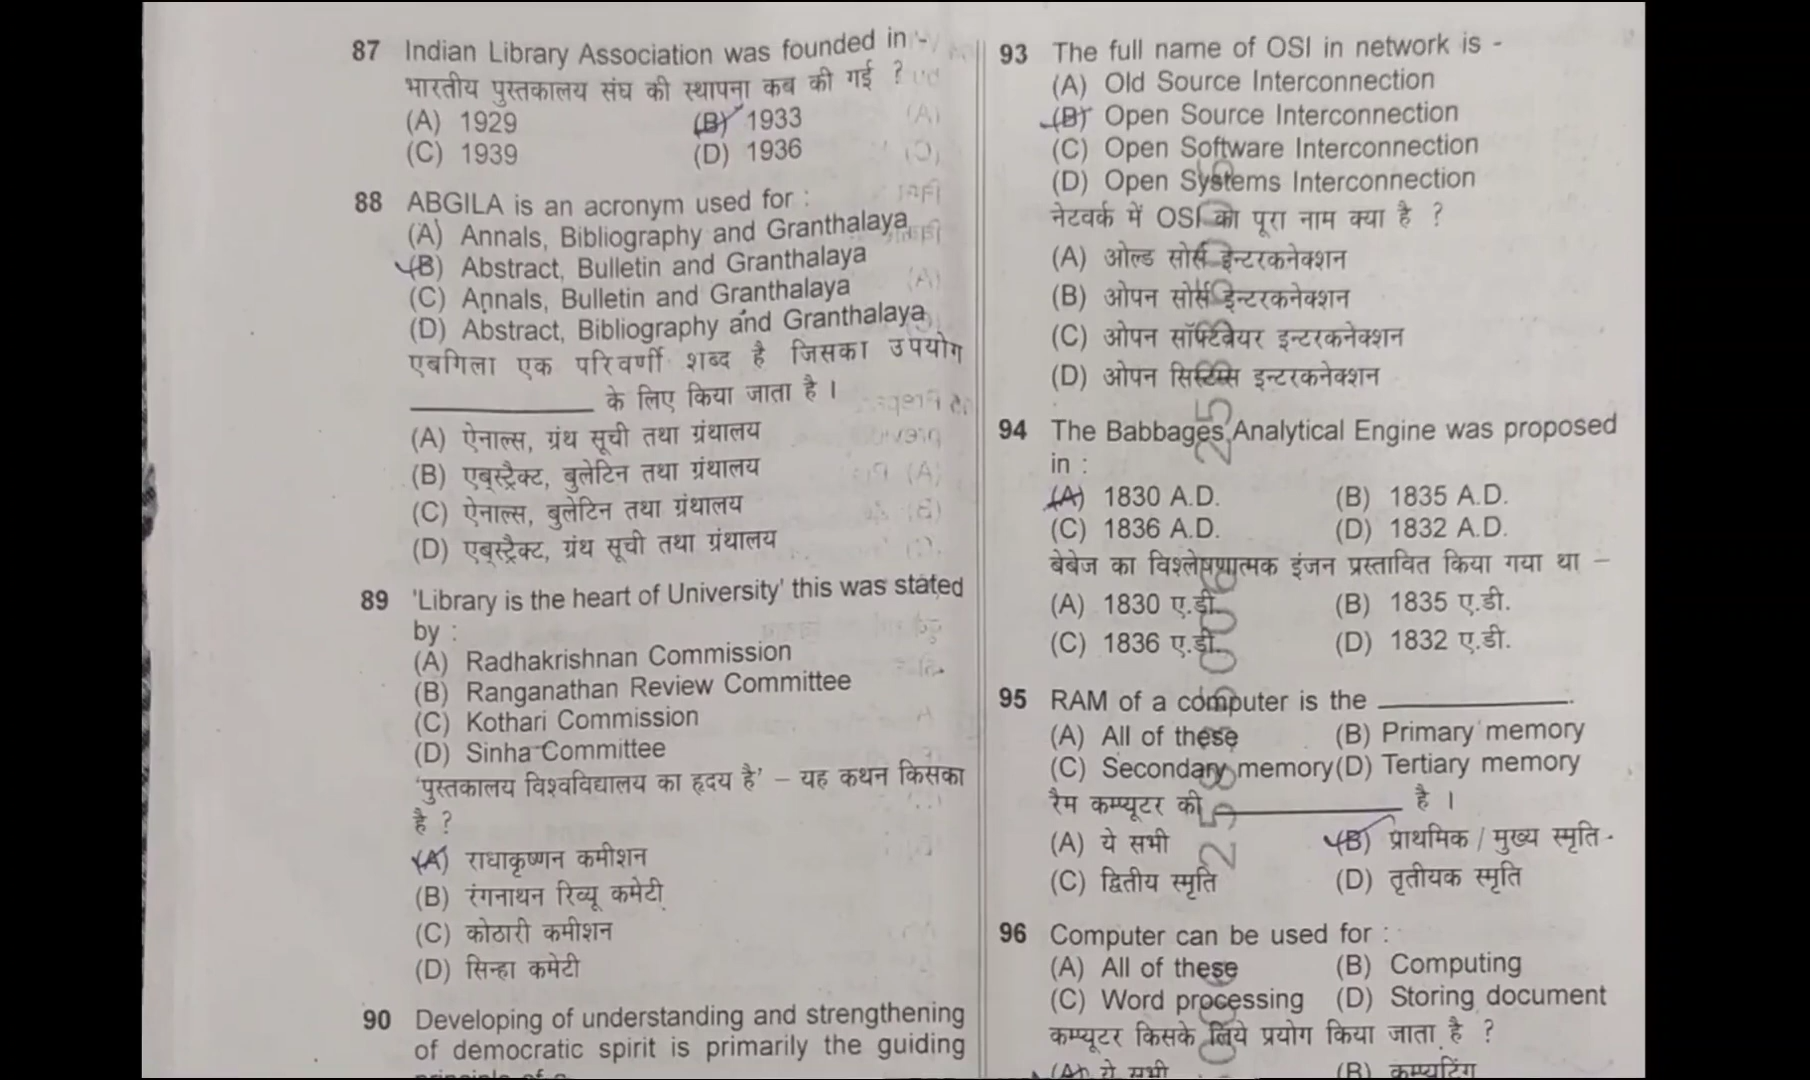 87 Indian Library Association was founded in -
भारतीय पुस्तकालय संघ की स्थापना कब की गई ?
(A) 1929 (B) 1933
(C) 1939 (D) 1936
88 ABGILA is an acronym used for :
(A) Annals, Bibliography and Granthalaya
(B) Abstract, Bulletin and Granthalaya
(C) Annals, Bulletin and Granthalaya
(D) Abstract, Bibliography and Granthalaya
एबगिला एक परिवर्णी शब्द है जिसका उपयोग
____________ के लिए किया जाता है ।
(A) ऐनाल्स, ग्रंथ सूची तथा ग्रंथालय
(B) एब्स्ट्रैक्ट, बुलेटिन तथा ग्रंथालय
(C) ऐनाल्स, बुलेटिन तथा ग्रंथालय
(D) एब्स्ट्रैक्ट, ग्रंथ सूची तथा ग्रंथालय
89 'Library is the heart of University' this was stated
by :
(A) Radhakrishnan Commission
(B) Ranganathan Review Committee
(C) Kothari Commission
(D) Sinha Committee
'पुस्तकालय विश्वविद्यालय का हृदय है' – यह कथन किसका
है ?
(A) राधाकृष्णन कमीशन
(B) रंगनाथन रिव्यू कमेटी
(C) कोठारी कमीशन
(D) सिन्हा कमेटी
90 Developing of understanding and strengthening
of democratic spirit is primarily the guiding
93 The full name of OSI in network is -
(A) Old Source Interconnection
(B) Open Source Interconnection
(C) Open Software Interconnection
(D) Open Systems Interconnection
नेटवर्क में OSI का पूरा नाम क्या है ?
(A) ओल्ड सोर्स इन्टरकनेक्शन
(B) ओपन सोर्स इन्टरकनेक्शन
(C) ओपन सॉफ्टवेयर इन्टरकनेक्शन
(D) ओपन सिस्टम्स इन्टरकनेक्शन
94 The Babbages Analytical Engine was proposed
in :
(A) 1830 A.D. (B) 1835 A.D.
(C) 1836 A.D. (D) 1832 A.D.
बेबेज का विश्लेषणात्मक इंजन प्रस्तावित किया गया था –
(A) 1830 ए.डी. (B) 1835 ए.डी.
(C) 1836 ए.डी. (D) 1832 ए.डी.
95 RAM of a computer is the ____________.
(A) All of these (B) Primary memory
(C) Secondary memory (D) Tertiary memory
रैम कम्प्यूटर की ____________ है ।
(A) ये सभी (B) प्राथमिक / मुख्य स्मृति
(C) द्वितीय स्मृति (D) तृतीयक स्मृति
96 Computer can be used for :
(A) All of these (B) Computing
(C) Word processing (D) Storing document
कम्प्यूटर किसके लिये प्रयोग किया जाता है ?
(A) ये सभी (B) कम्प्यूटिंग